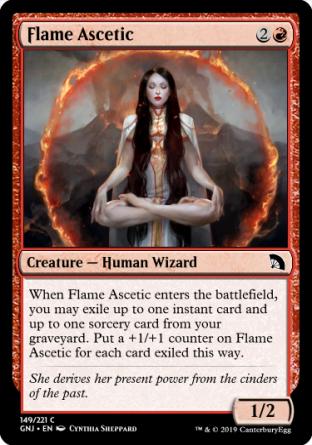 Flame Ascetic 2
Creature — Human Wizard
When Flame Ascetic enters the battlefield,
you may exile up to one instant card and
up to one sorcery card from your
graveyard. Put a +1/+1 counter on Flame
Ascetic for each card exiled this way.
She derives her present power from the cinders
of the past.
1/2
149/221 C
GNJ • EN Cynthia Sheppard ™ & © 2019 CanterburyEgg